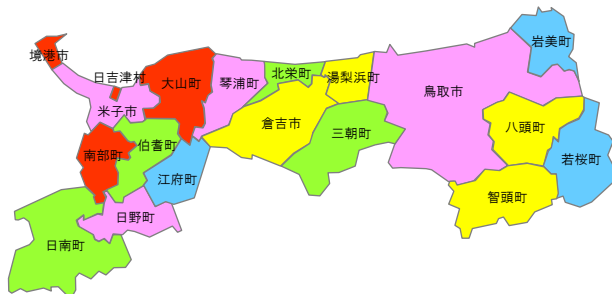 岩美町
境港市
日吉津村
大山町
琴浦町
北栄町
湯梨浜町
鳥取市
米子市
倉吉市
三朝町
八頭町
南部町
伯耆町
江府町
若桜町
智頭町
日野町
日南町